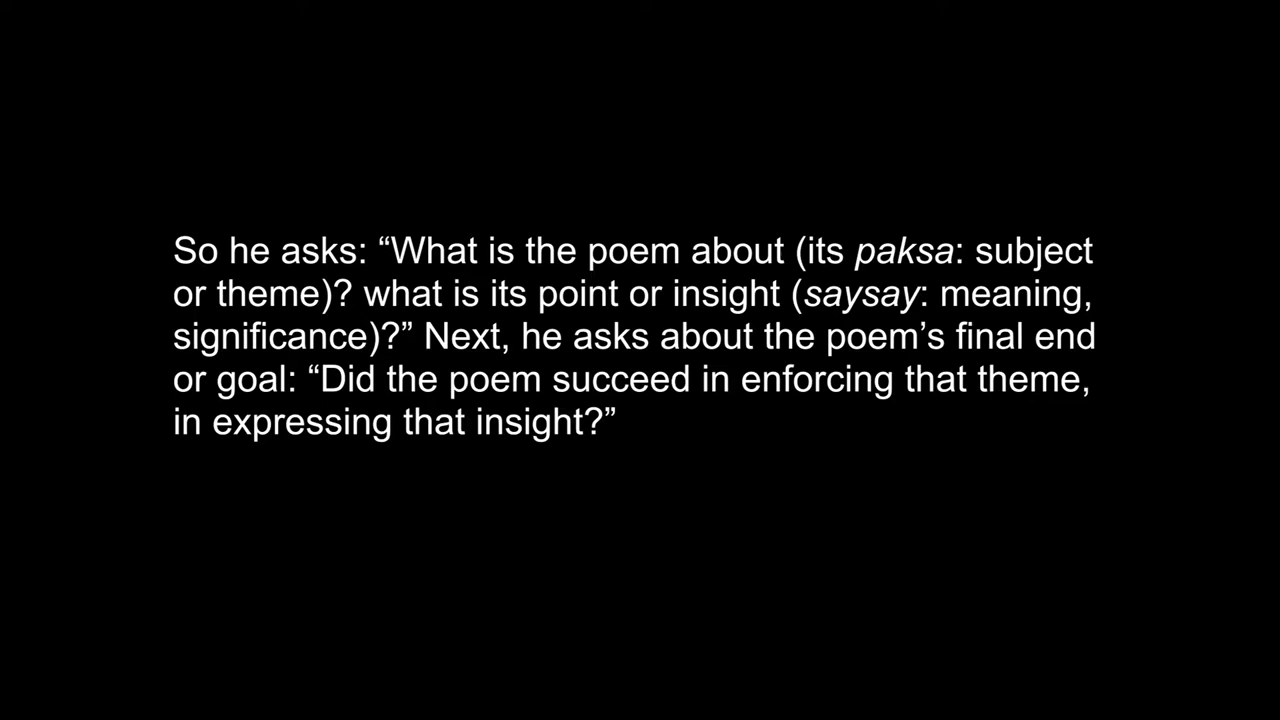 So he asks: “What is the poem about (its paksa: subject
or theme)? what is its point or insight (saysay: meaning,
significance)?” Next, he asks about the poem’s final end
or goal: “Did the poem succeed in enforcing that theme,
in expressing that insight?”